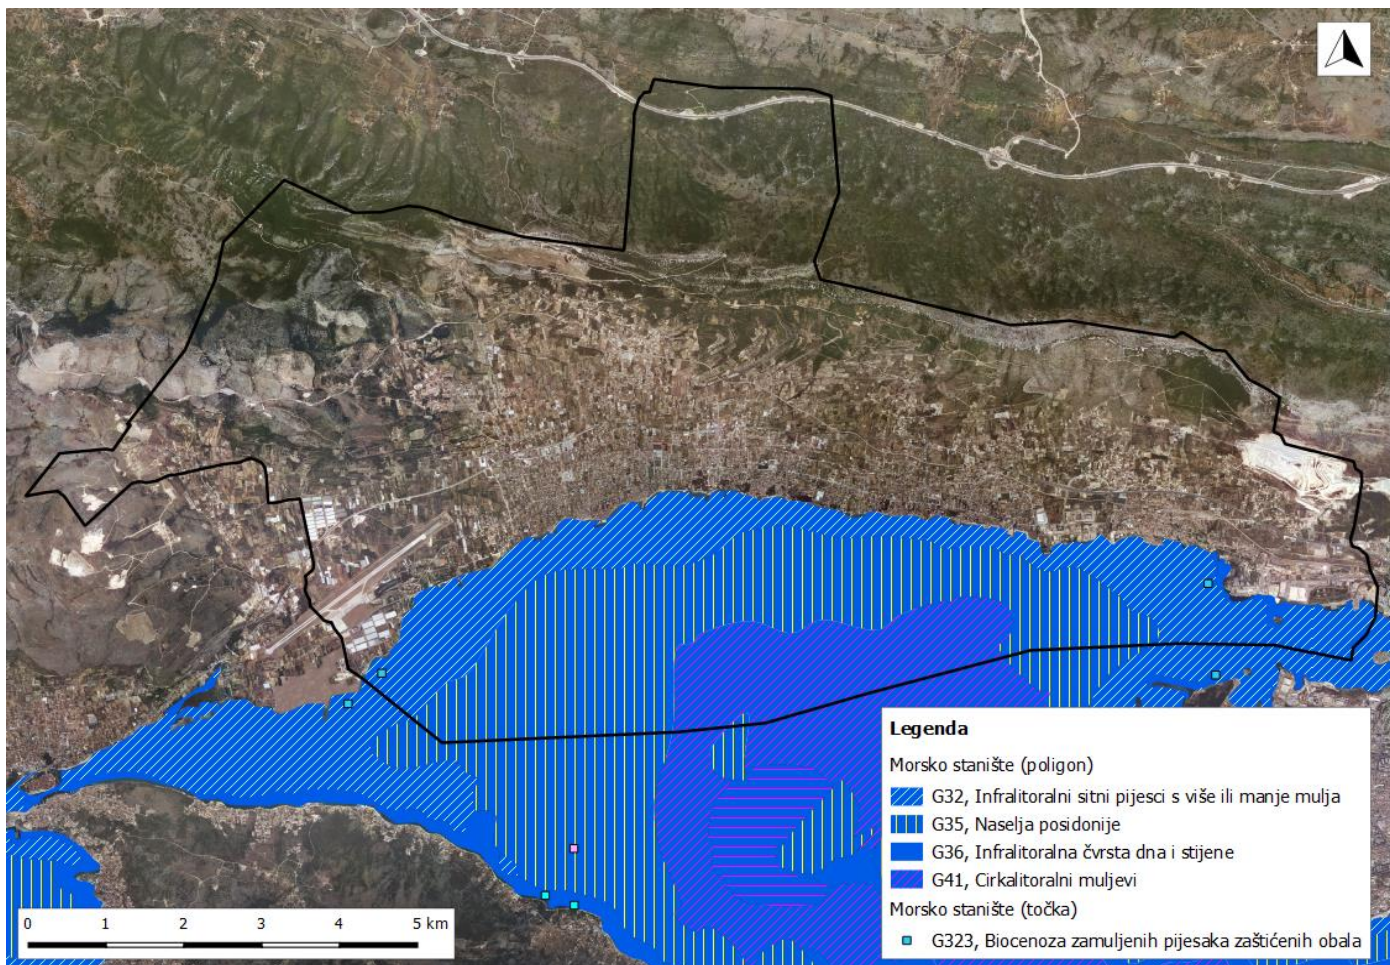 Legenda
Morsko stanište (poligon)
G32, Infralitoralni sitni pijesci s više ili manje mulja
G35, Naselja posidonije
G36, Infralitoralna čvrsta dna i stijene
G41, Cirkalitoralni muljevi
Morsko stanište (točka)
G323, Biocenoza zamuljenih pijesaka zaštićenih obala
0 1 2 3 4 5 km